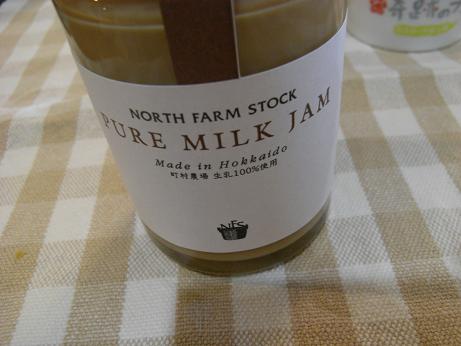 NORTH FARM STOCK
PURE MILK JAM
Made in Hokkaido
町村農場 生乳100%使用
NFS